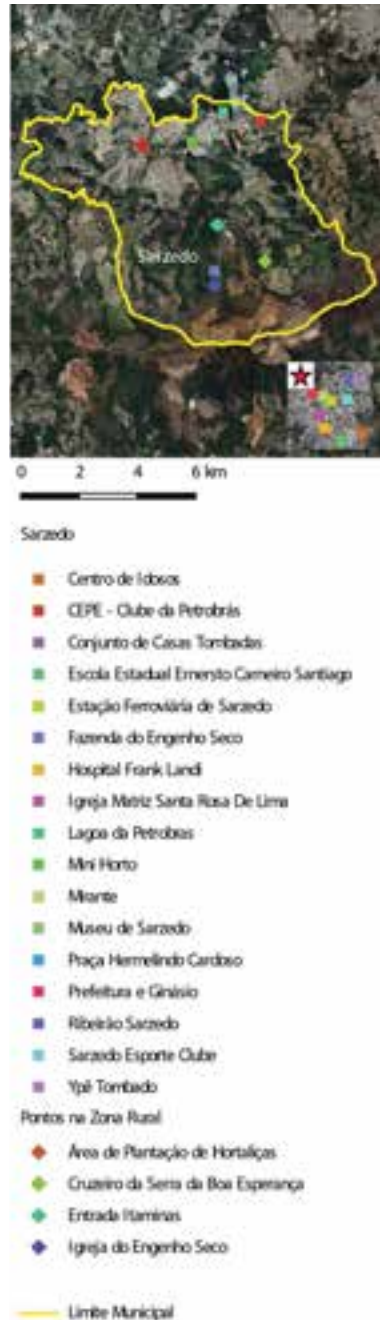 Sarzedo
0 2 4 6 km
Sarzedo
Centro de Idosos
CEPE - Clube da Petrobrás
Conjunto de Casas Tombadas
Escola Estadual Ernersto Carneiro Santiago
Estação Ferroviária de Sarzedo
Fazenda do Engenho Seco
Hospital Frank Landi
Igreja Matriz Santa Rosa De Lima
Lagoa da Petrobras
Mini Horto
Mirante
Museu de Sarzedo
Praça Hermelindo Cardoso
Prefeitura e Ginásio
Ribeirão Sarzedo
Sarzedo Esporte Clube
Ypê Tombado
Pontos na Zona Rural
Área de Plantação de Hortaliças
Cruzeiro da Serra da Boa Esperança
Entrada Itaminas
Igreja do Engenho Seco
Limite Municipal